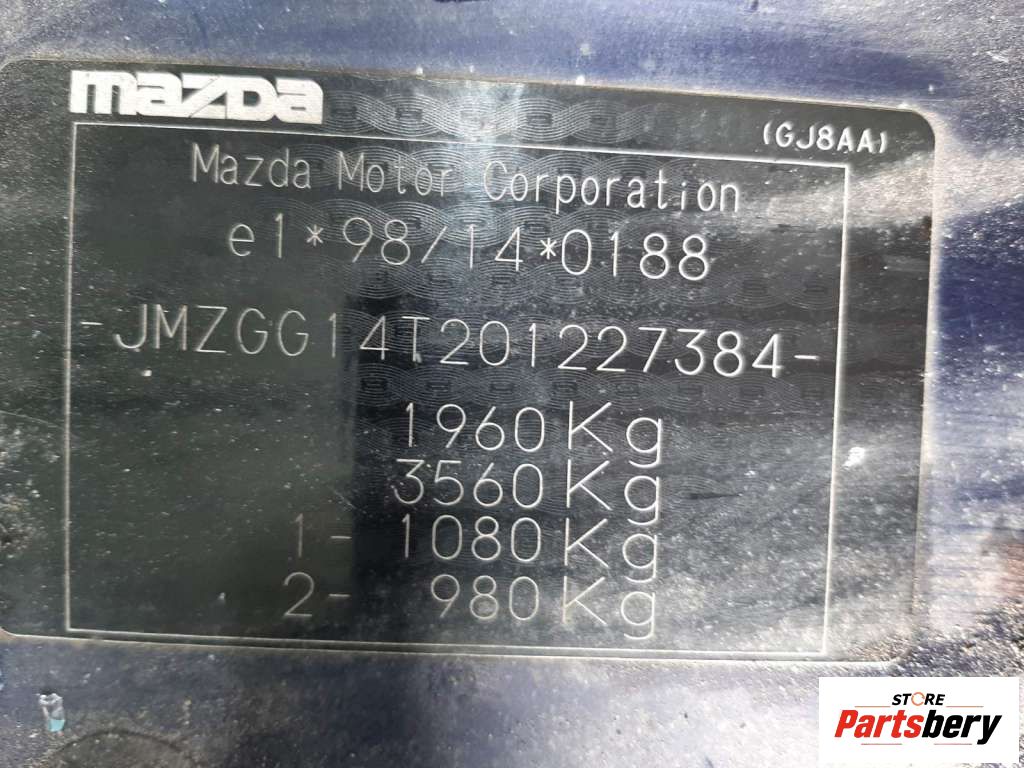 mazda
(GJ8AA)
Mazda Motor Corporation
e1*98/14*0188
-JMZGG14T201227384-
1960Kg
3560Kg
1- 1080Kg
2- 980Kg
STORE
Partsbery